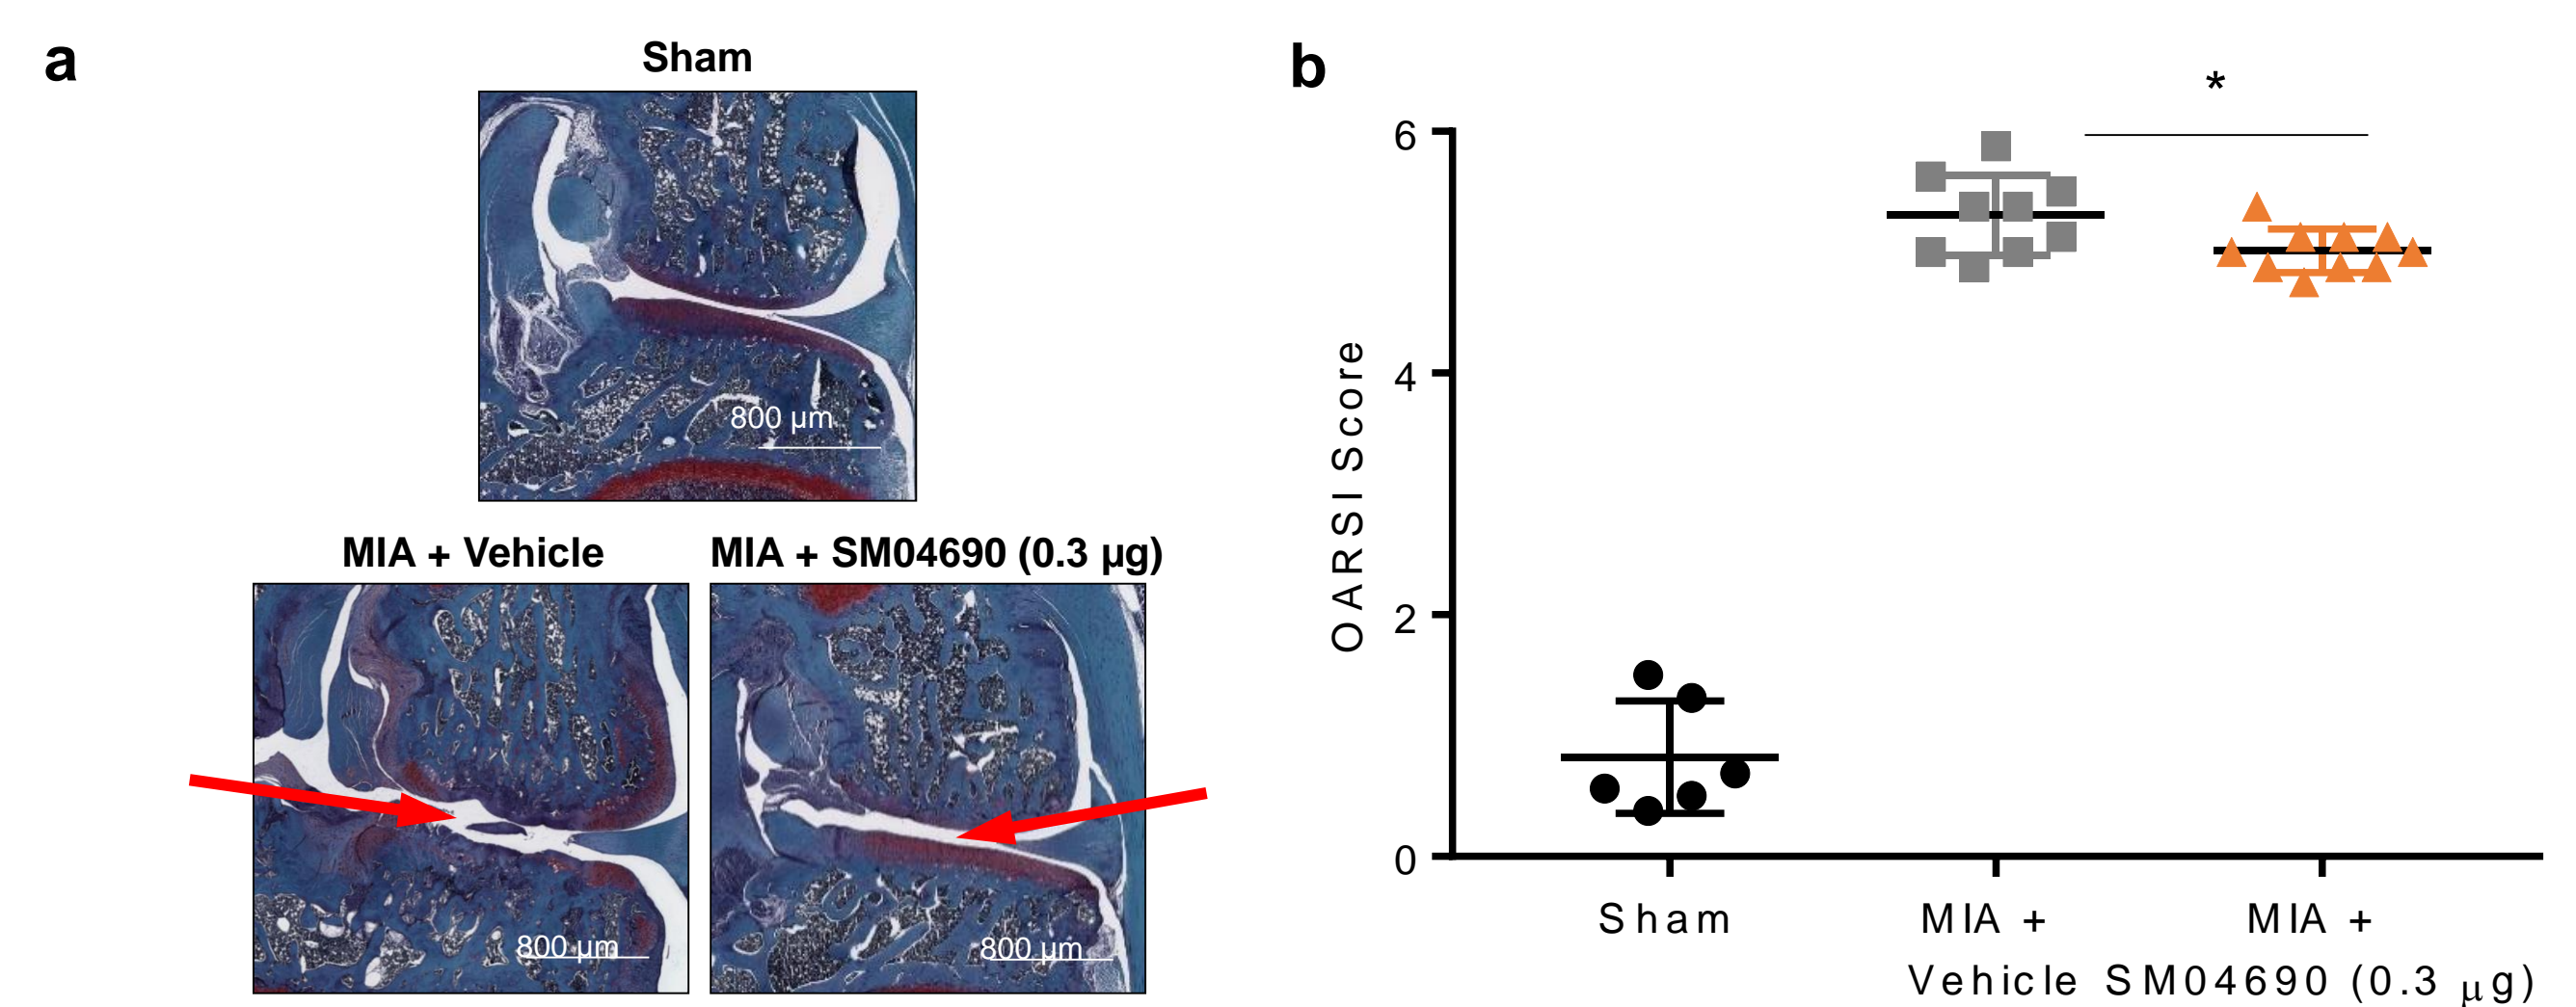 a
Sham
800 µm
MIA + Vehicle
MIA + SM04690 (0.3 µg)
800 µm
800 µm
b
*
6
4
2
0
OARSI Score
Sham
MIA +
Vehicle
MIA +
SM04690 (0.3 µg)